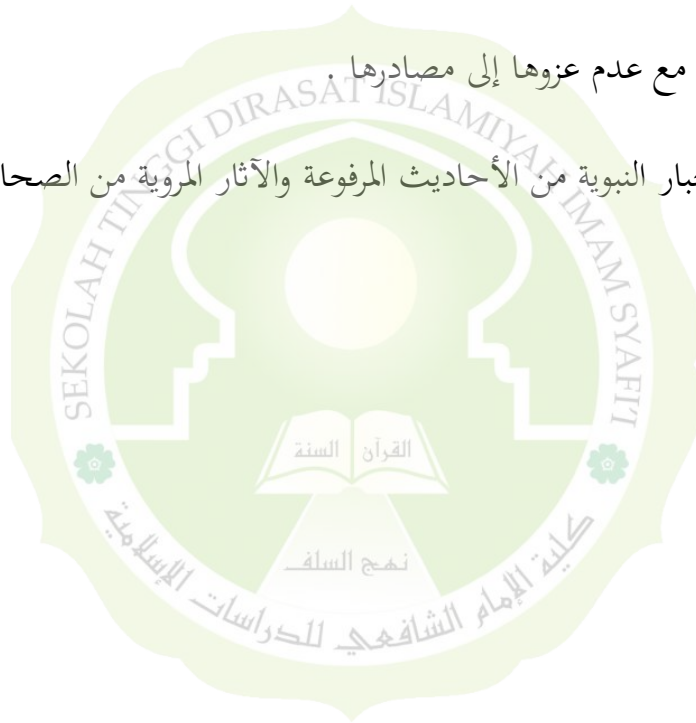 مع عدم عزوها إلى مصادرها .
بار النبوية من الأحاديث المرفوعة والآثار المروية من الصحا
SEKOLAH TINGGI DIRASAT ISLAMIYAH IMAM SYAFI'I
القرآن السنة
نهج السلف
كلية الإمام الشافعي للدراسات الإسلامية